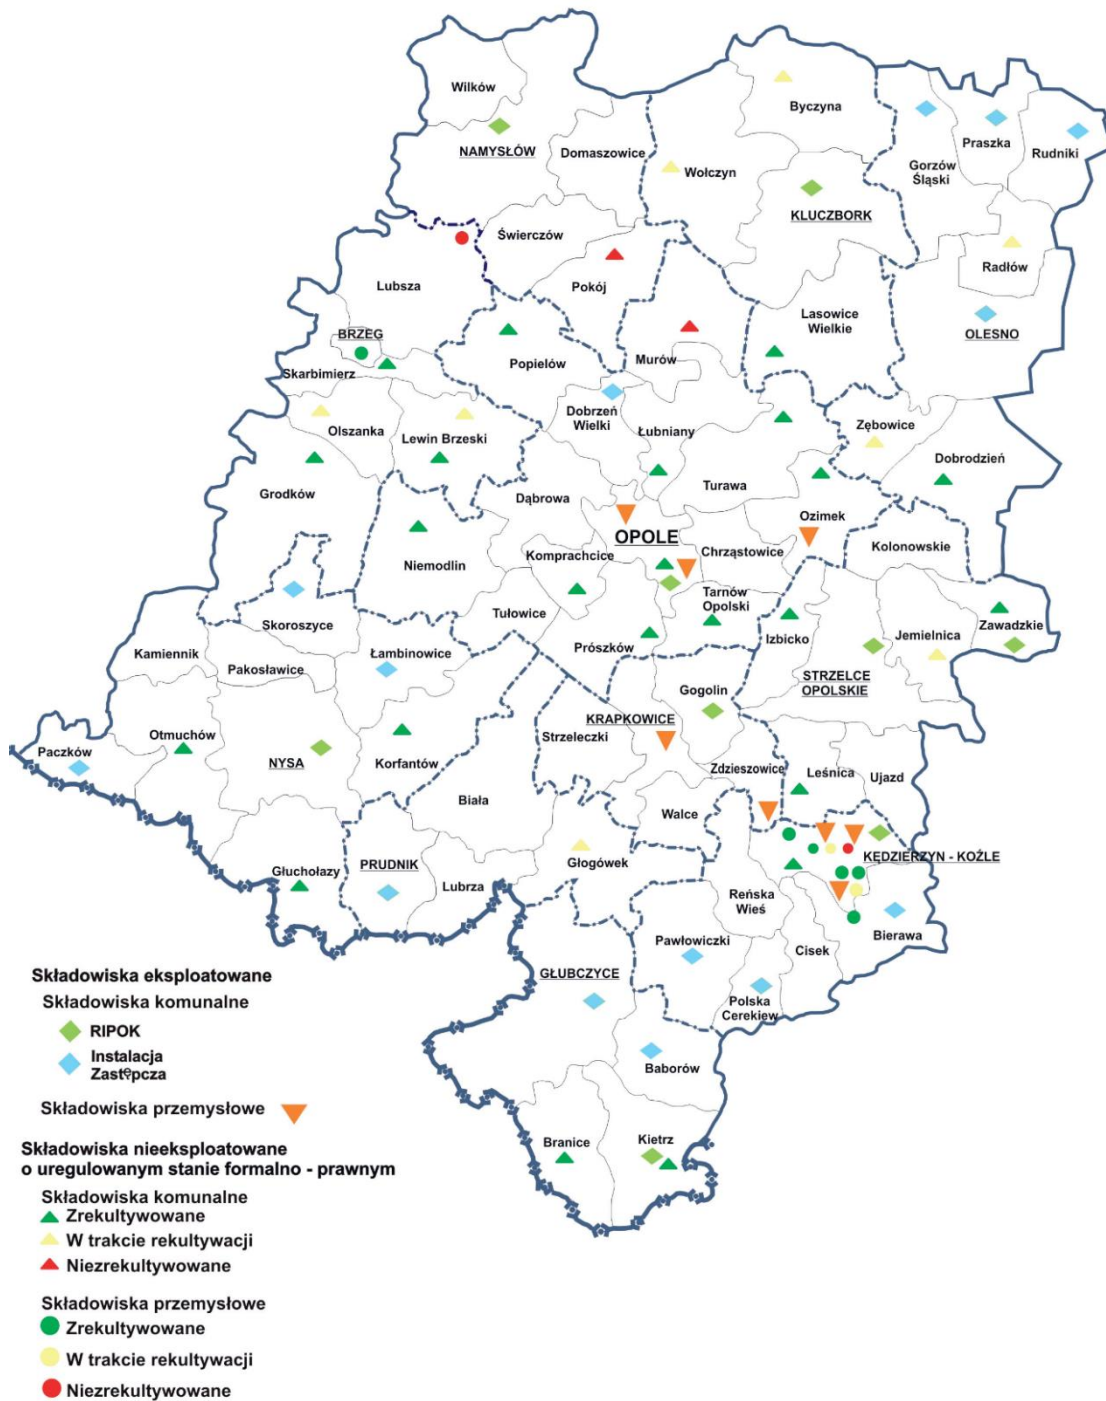 Wilków
NAMYSŁÓW
Domaszowice
Byczyna
Wołczyn
KLUCZBORK
Gorzów
Śląski
Praszka
Rudniki
Radłów
OLESNO
Świerczów
Pokój
Lubsza
BRZEG
Skarbimierz
Popielów
Murów
Lasowice
Wielkie
Olszanka
Lewin Brzeski
Dobrzeń
Wielki
Łubniany
Zębowice
Dobrodzień
Grodków
Dąbrowa
Turawa
Ozimek
OPOLE
Niemodlin
Komprachcice
Chrząstowice
Kolonowskie
Skoroszyce
Tułowice
Tarnów
Opolski
Izbicko
Jemielnica
Zawadzkie
Kamiennik
Pakosławice
Łambinowice
Prószków
STRZELCE
OPOLSKIE
Gogolin
KRAPKOWICE
Strzeleczki
Otmuchów
Paczków
NYSA
Korfantów
Zdzieszowice
Leśnica
Ujazd
Biała
Walce
Głuchołazy
PRUDNIK
Lubrza
Głogówek
KĘDZIERZYN - KOŹLE
Reńska
Wieś
Bierawa
Cisek
Pawłowiczki
GŁUBCZYCE
Polska
Cerekiew
Baborów
Branice
Kietrz
Składowiska eksploatowane
Składowiska komunalne
RIPOK
Instalacja
Zastępcza
Składowiska przemysłowe
Składowiska nieeksploatowane
o uregulowanym stanie formalno - prawnym
Składowiska komunalne
Zrekultywowane
W trakcie rekultywacji
Niezrekultywowane
Składowiska przemysłowe
Zrekultywowane
W trakcie rekultywacji
Niezrekultywowane